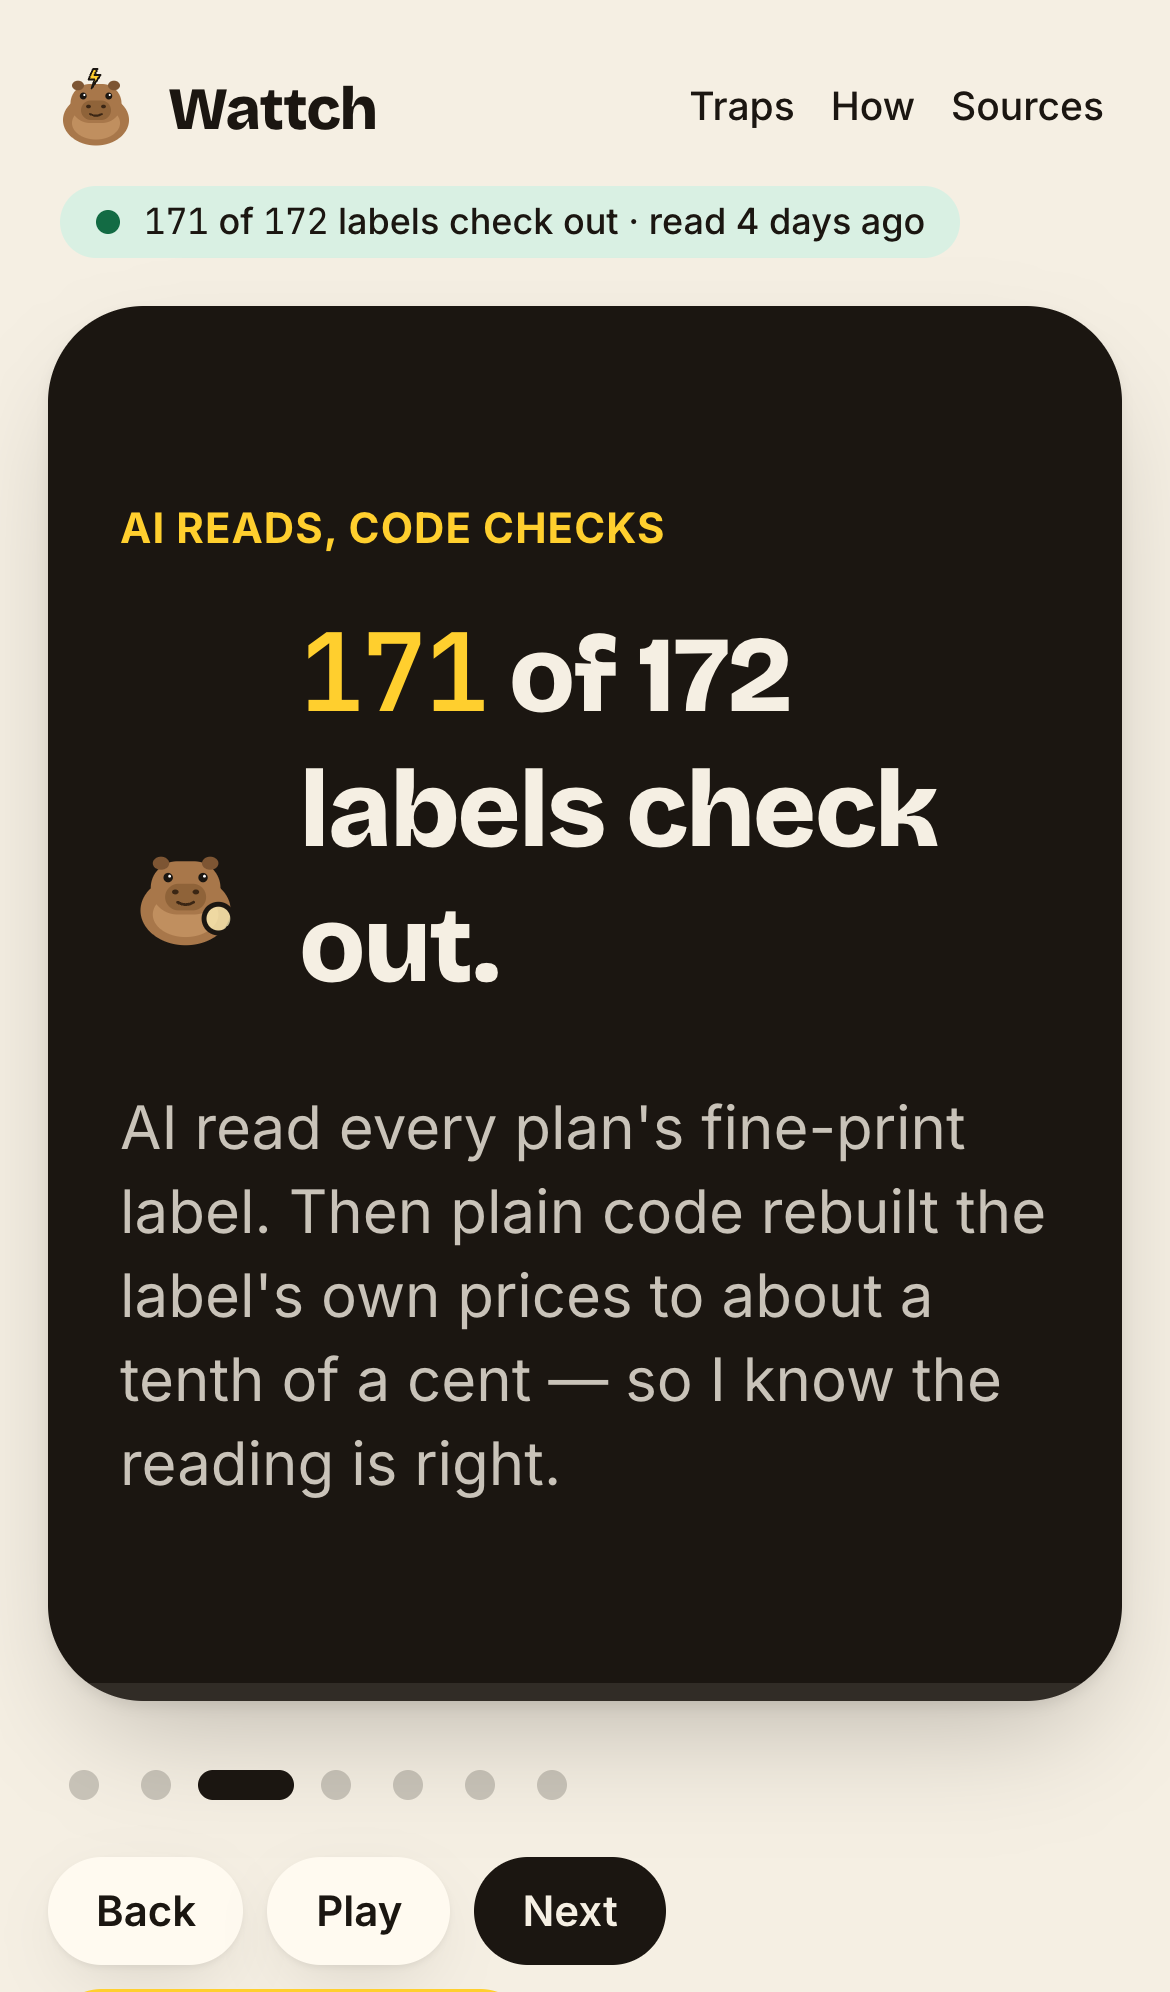 Wattch
Traps How Sources
171 of 172 labels check out · read 4 days ago
AI READS, CODE CHECKS
171 of 172
labels check
out.
AI read every plan's fine-print
label. Then plain code rebuilt the
label's own prices to about a
tenth of a cent — so I know the
reading is right.
Back Play Next